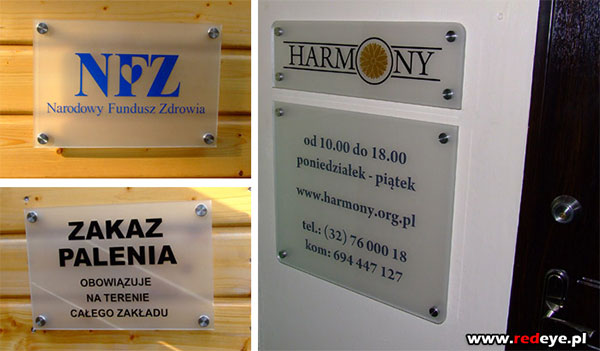 NFZ
Narodowy Fundusz Zdrowia
ZAKAZ
PALENIA
OBOWIĄZUJE
NA TERENIE
CAŁEGO ZAKŁADU
HARMONY
od 10.00 do 18.00
poniedziałek - piątek
www.harmony.org.pl
tel.: (32) 76 000 18
kom: 694 447 127
www.redeye.pl